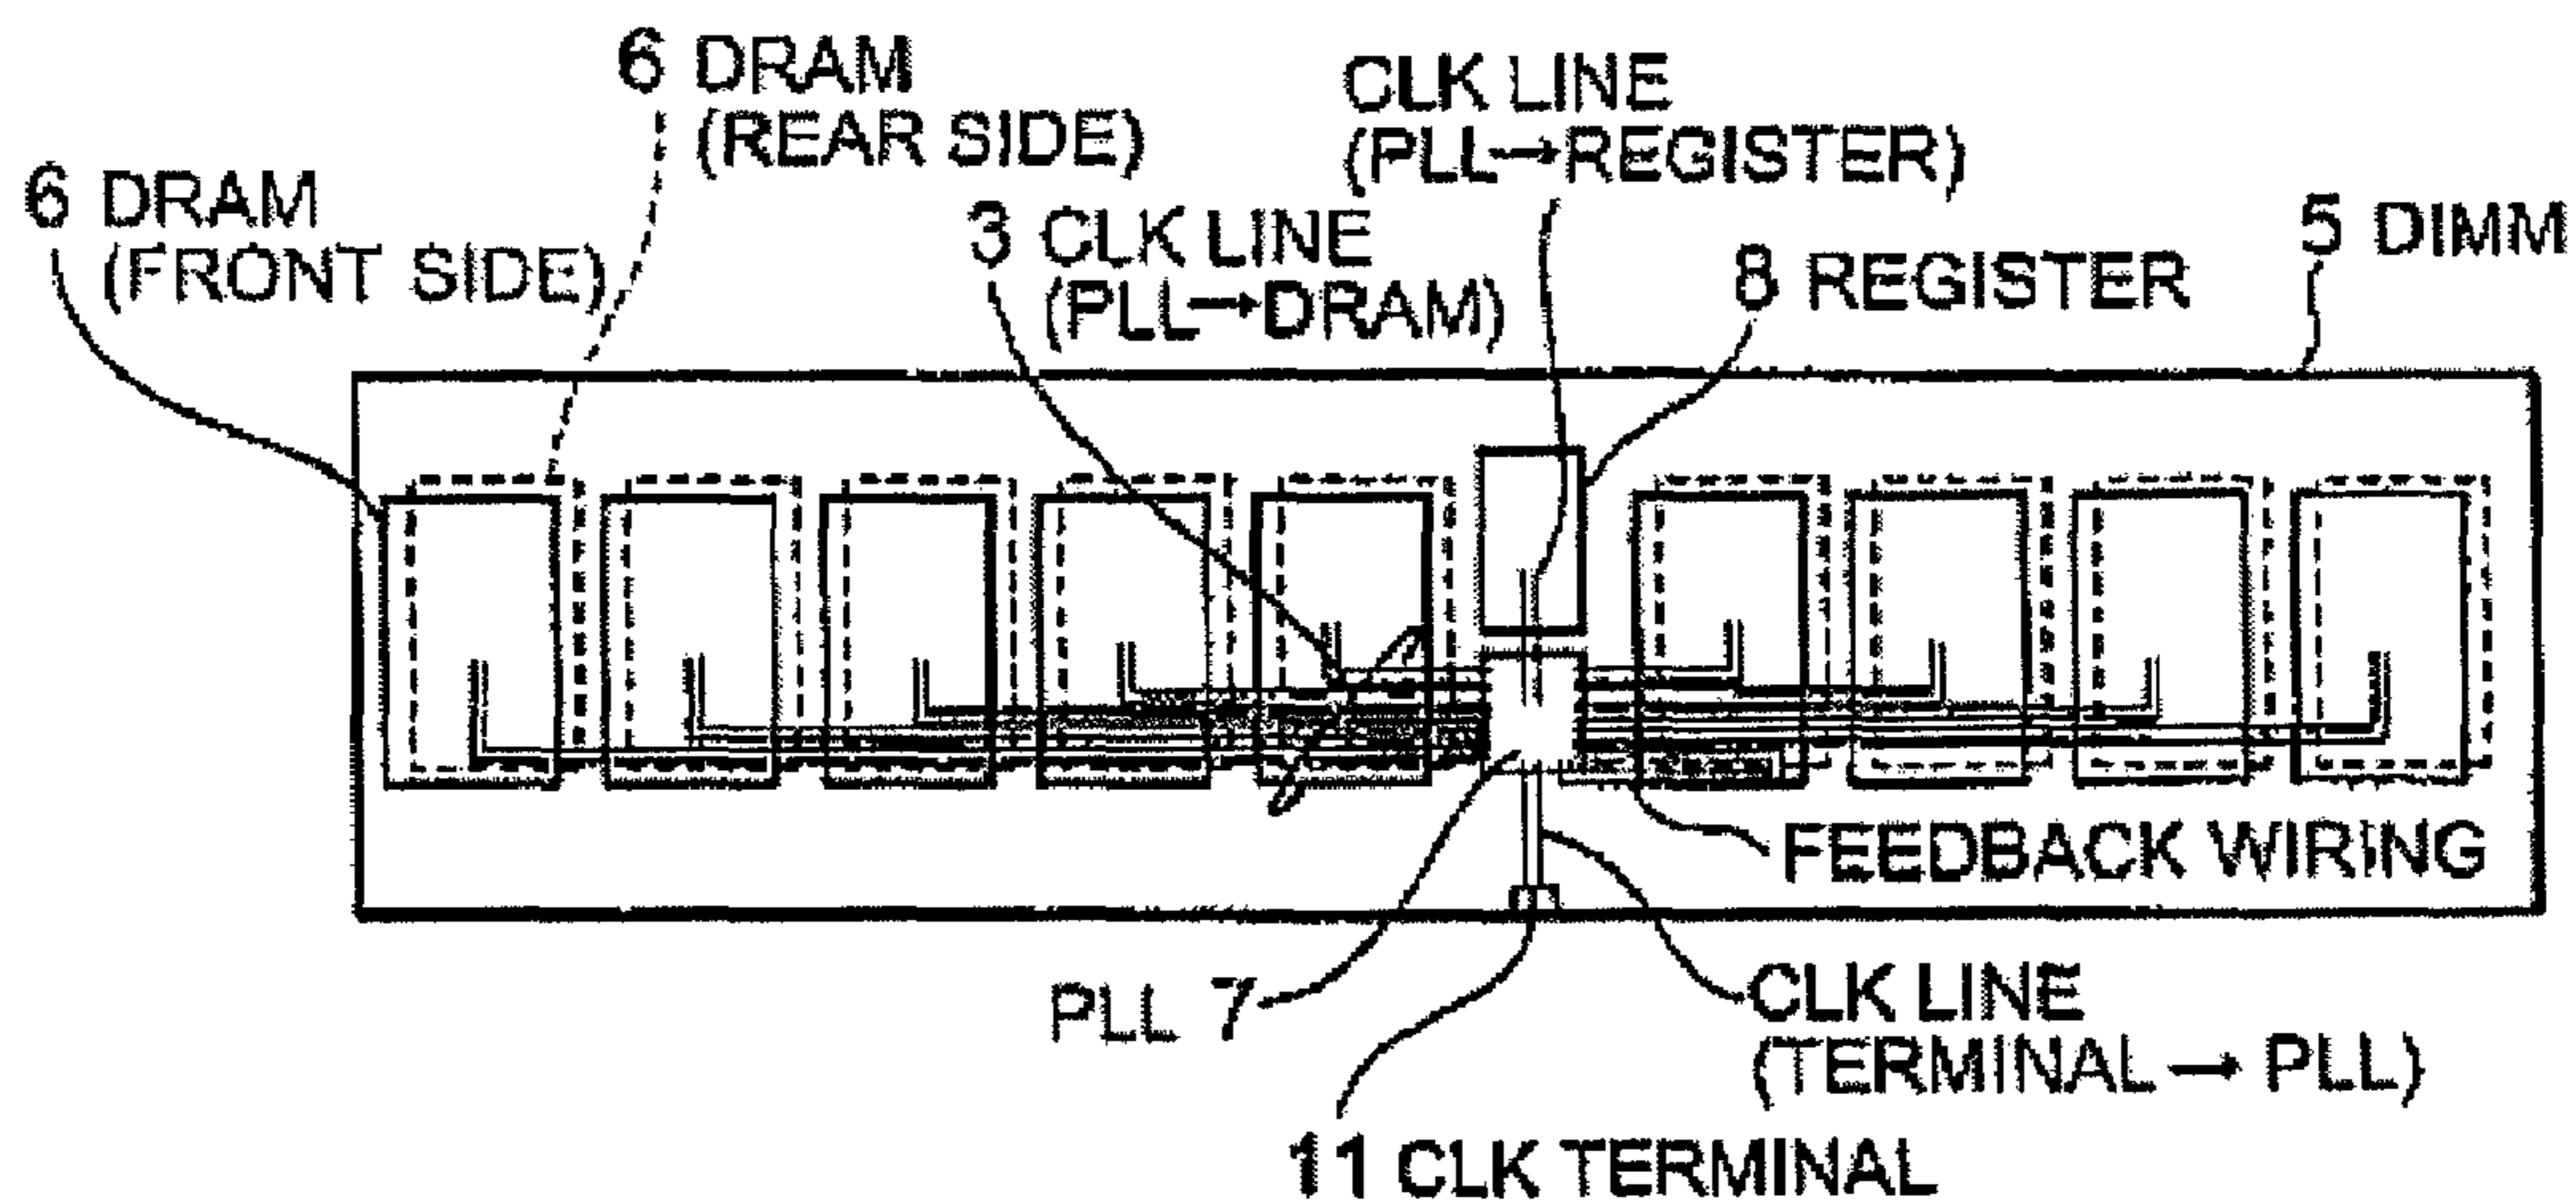 6 DRAM
(REAR SIDE)
CLK LINE
(PLL→REGISTER)
6 DRAM
(FRONT SIDE)
3 CLK LINE
(PLL→DRAM)
8 REGISTER
5 DIMM
FEEDBACK WIRING
PLL 7
CLK LINE
(TERMINAL → PLL)
11 CLK TERMINAL